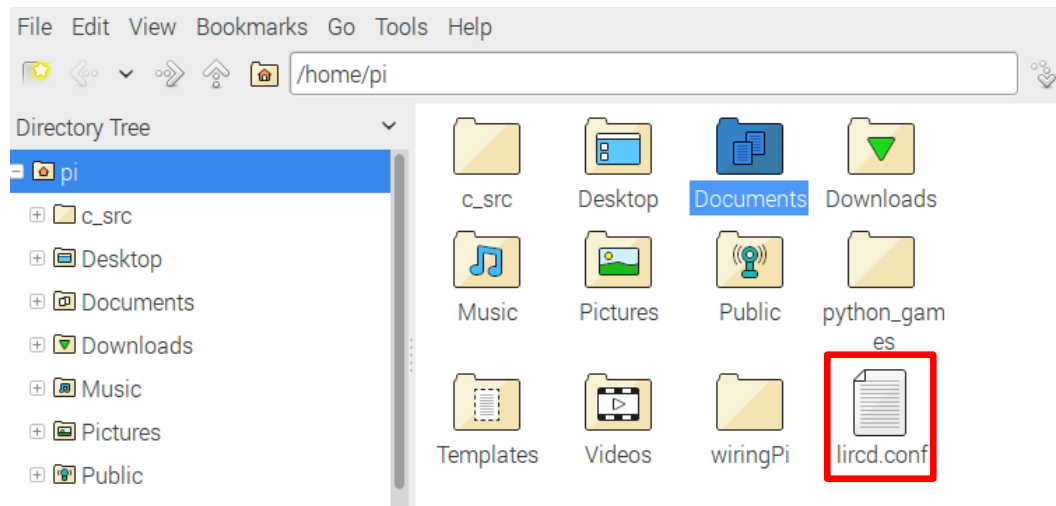 File Edit View Bookmarks Go Tools Help
/home/pi
Directory Tree
pi
c_src
Desktop
Documents
Downloads
Music
Pictures
Public
c_src Desktop Documents Downloads
Music Pictures Public python_gam
es
Templates Videos wiringPi lircd.conf